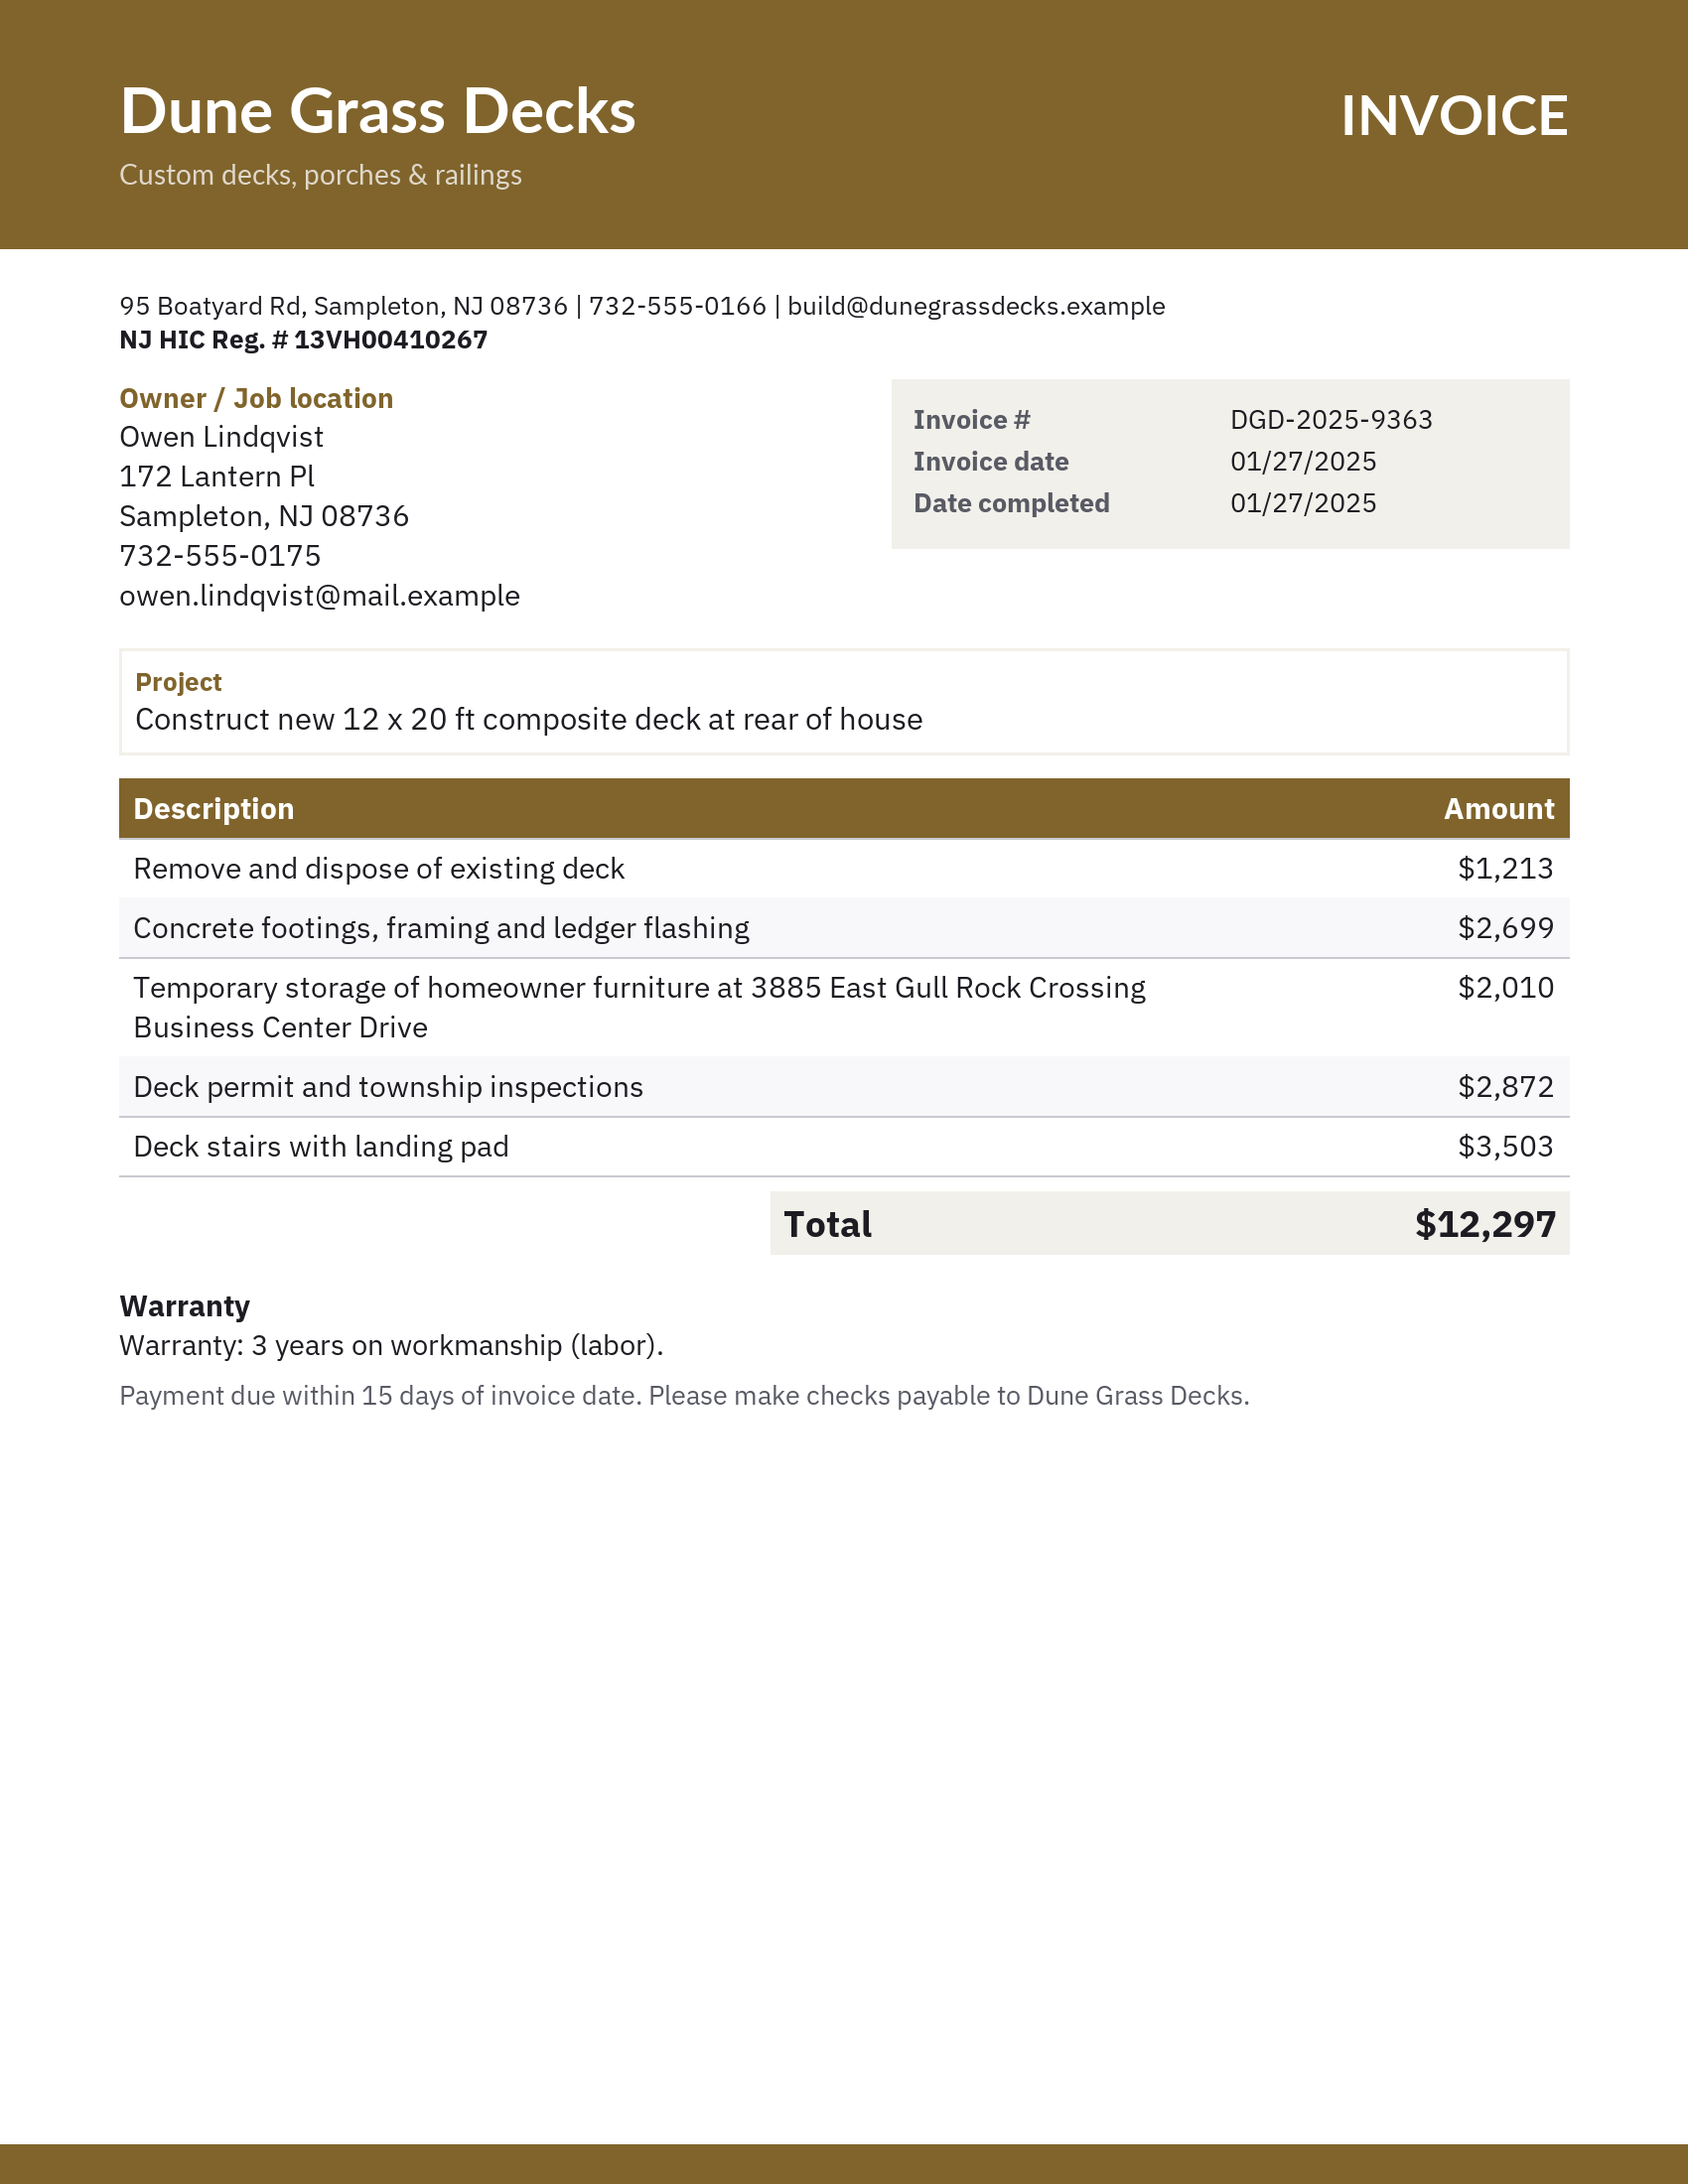 Dune Grass Decks
INVOICE
Custom decks, porches & railings
95 Boatyard Rd, Sampleton, NJ 08736 | 732-555-0166 | build@dunegrassdecks.example
NJ HIC Reg. # 13VH00410267
Owner / Job location
Owen Lindqvist
172 Lantern Pl
Sampleton, NJ 08736
732-555-0175
owen.lindqvist@mail.example
Invoice # DGD-2025-9363
Invoice date 01/27/2025
Date completed 01/27/2025
Project
Construct new 12 x 20 ft composite deck at rear of house
Description Amount
Remove and dispose of existing deck $1,213
Concrete footings, framing and ledger flashing $2,699
Temporary storage of homeowner furniture at 3885 East Gull Rock Crossing $2,010
Business Center Drive
Deck permit and township inspections $2,872
Deck stairs with landing pad $3,503
Total $12,297
Warranty
Warranty: 3 years on workmanship (labor).
Payment due within 15 days of invoice date. Please make checks payable to Dune Grass Decks.